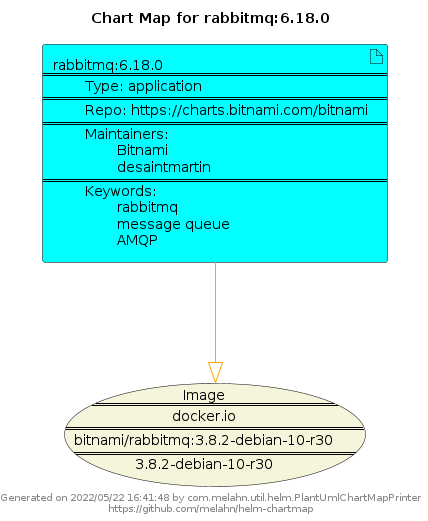 Chart Map for rabbitmq:6.18.0
rabbitmq:6.18.0
Type: application
Repo: https://charts.bitnami.com/bitnami
Maintainers:
Bitnami
desaintmartin
Keywords:
rabbitmq
message queue
AMQP
Image
docker.io
bitnami/rabbitmq:3.8.2-debian-10-r30
3.8.2-debian-10-r30
Generated on 2022/05/22 16:41:48 by com.melahn.util.helm.PlantUmlChartMapPrinter
https://github.com/melahn/helm-chartmap